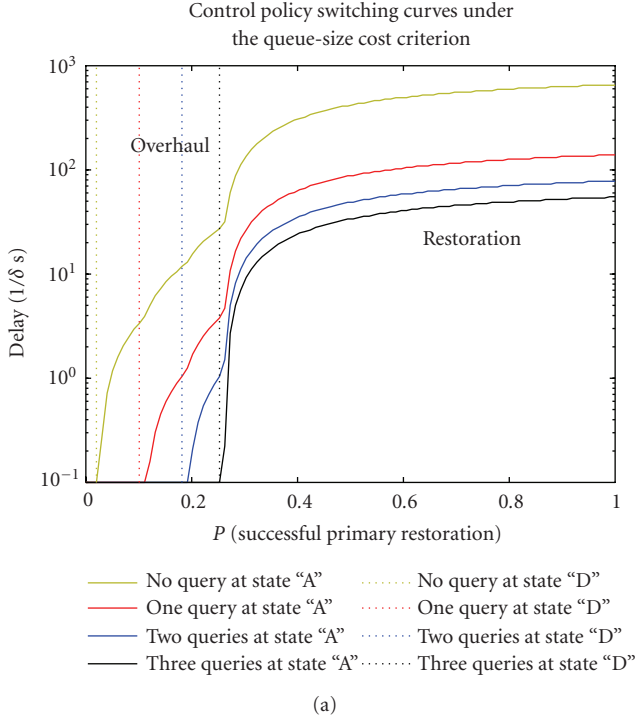 Control policy switching curves under
the queue-size cost criterion
10³
10²
10¹
10⁰
10⁻¹
Delay (1/δ s)
Overhaul
Restoration
0 0.2 0.4 0.6 0.8 1
P (successful primary restoration)
No query at state “A” No query at state “D”
One query at state “A” One query at state “D”
Two queries at state “A” Two queries at state “D”
Three queries at state “A” Three queries at state “D”
(a)